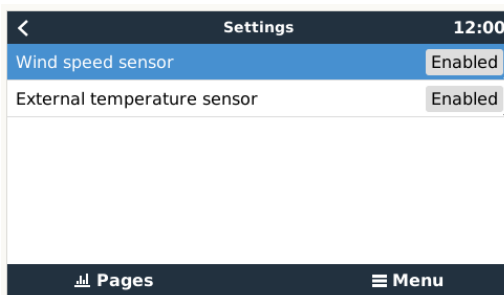 Settings 12:00
Wind speed sensor Enabled
External temperature sensor Enabled
Pages Menu